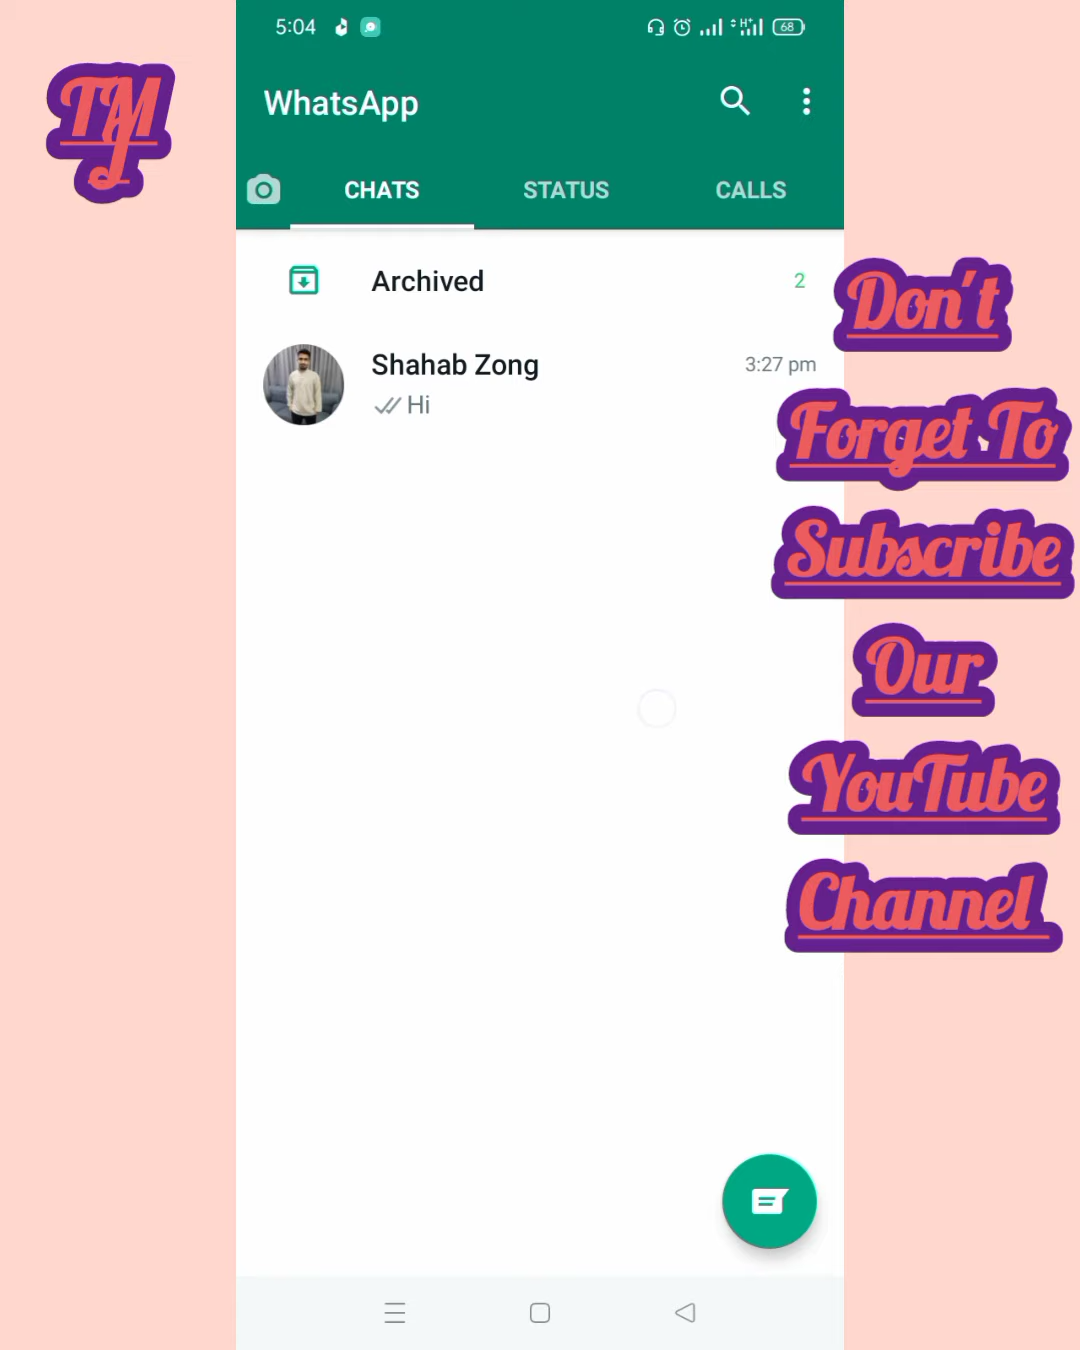 TM
J
5:04
H+
68
WhatsApp
CHATS STATUS CALLS
Archived 2
Shahab Zong 3:27 pm
Hi
Don't
Forget To
Subscribe
Our
YouTube
Channel